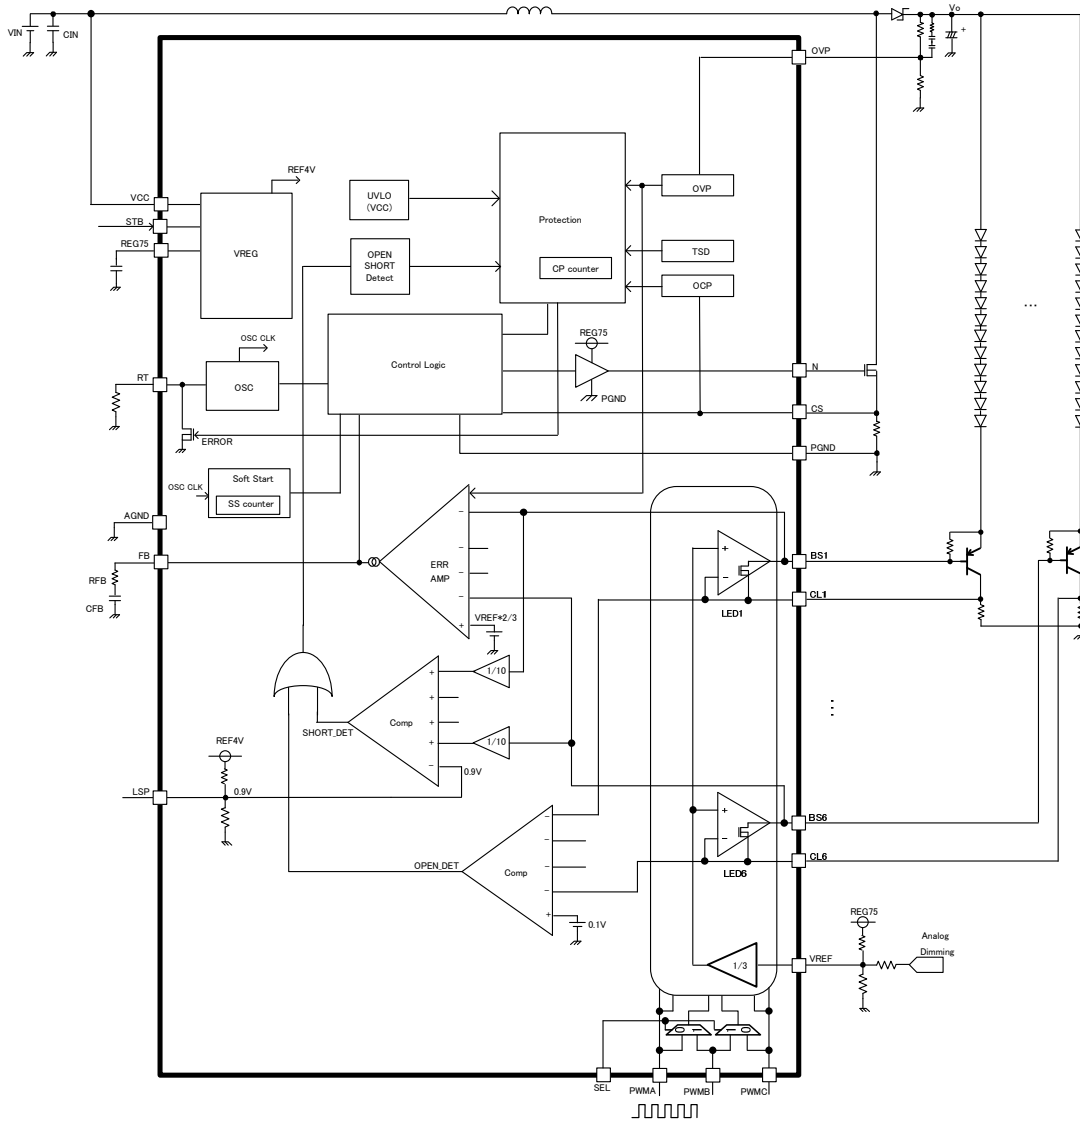 Vo
VIN
CIN
+
OVP
REF4V
VCC
UVLO
(VCC)
OVP
STB
Protection
REG75
VREG
OPEN
SHORT
Detect
TSD
CP counter
OCP
...
REG75
OSC CLK
Control Logic
N
RT
OSC
PGND
CS
ERROR
PGND
Soft Start
OSC CLK
SS counter
AGND
−
+
FB
ERR
AMP
−
−
−
BS1
RFB
CL1
CFB
VREF*2/3
LED1
+
1/10
+
+
Comp
SHORT_DET
+
1/10
...
REF4V
−
0.9V
LSP
0.9V
+
BS6
−
−
−
CL6
OPEN_DET
Comp
−
−
LED6
+
0.1V
REG75
Analog
Dimming
1/3
VREF
0 1
0 1
SEL
PWMA
PWMB
PWMC